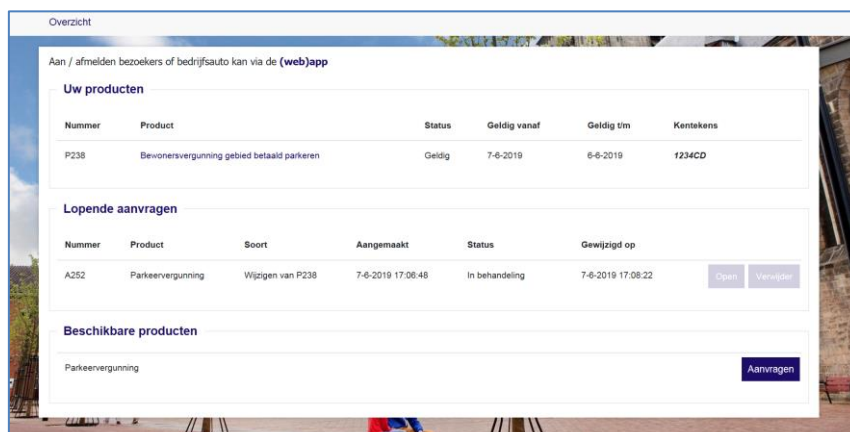 Overzicht
Aan / afmelden bezoekers of bedrijfsauto kan via de (web)app
Uw producten
Nummer Product Status Geldig vanaf Geldig t/m Kentekens
P238 Bewonersvergunning gebied betaald parkeren Geldig 7-6-2019 6-6-2019 1234CD
Lopende aanvragen
Nummer Product Soort Aangemaakt Status Gewijzigd op
A252 Parkeervergunning Wijzigen van P238 7-6-2019 17:06:48 In behandeling 7-6-2019 17:08:22 Open Verwijder
Beschikbare producten
Parkeervergunning Aanvragen